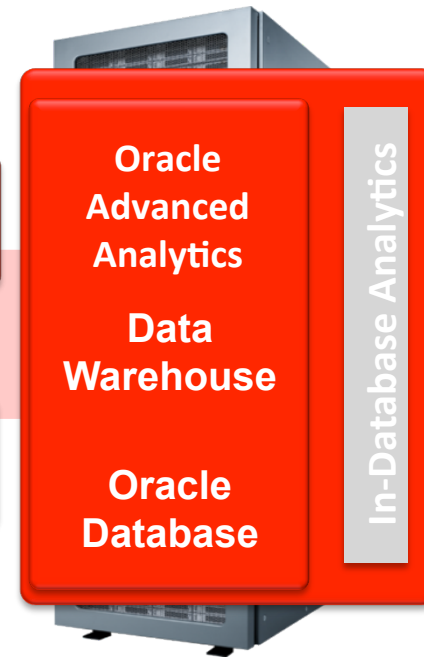 Oracle
Advanced
Analytics
Data
Warehouse
Oracle
Database
In-Database Analytics